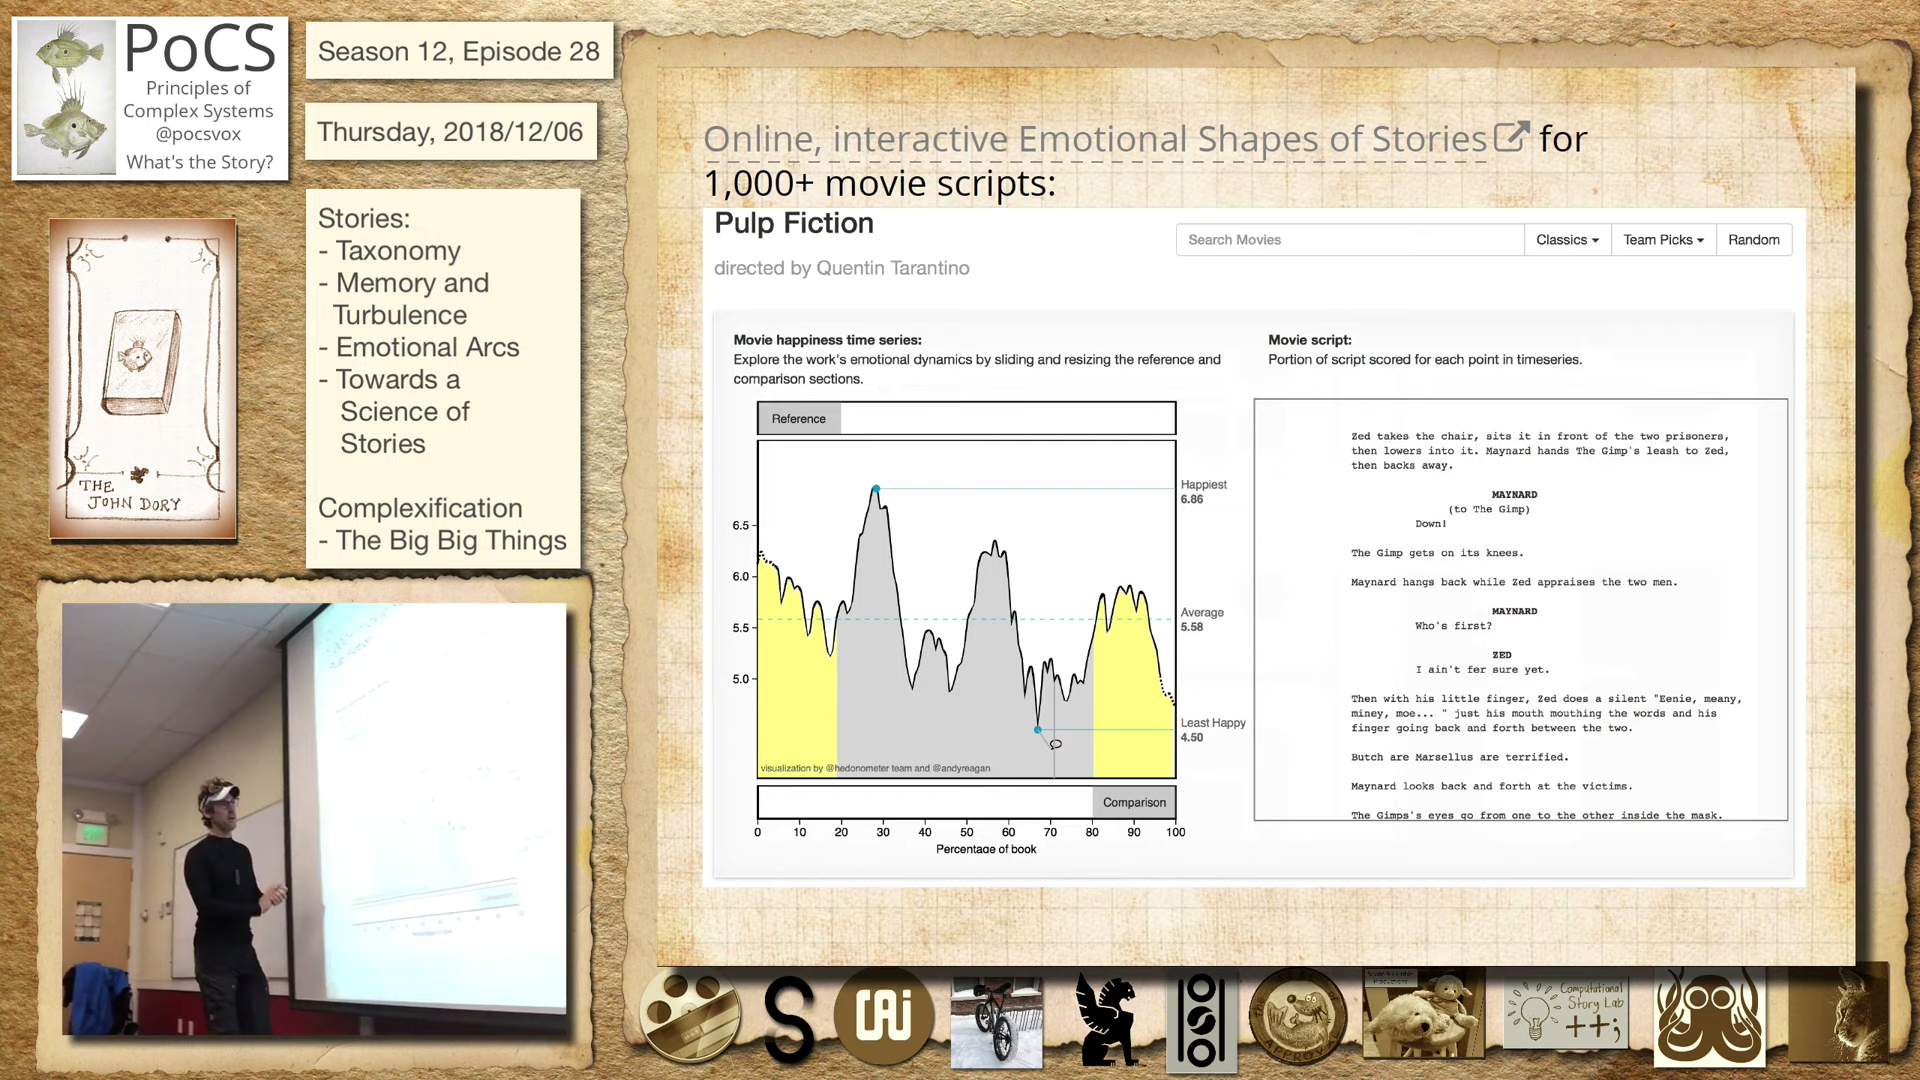 PoCS
Principles of
Complex Systems
@pocsvox
What's the Story?
Season 12, Episode 28
Thursday, 2018/12/06
THE
JOHN DORY
Stories:
- Taxonomy
- Memory and
Turbulence
- Emotional Arcs
- Towards a
Science of
Stories
Complexification
- The Big Big Things
Online, interactive Emotional Shapes of Stories for
1,000+ movie scripts:
Pulp Fiction
directed by Quentin Tarantino
Search Movies
Classics
Team Picks
Random
Movie happiness time series:
Explore the work's emotional dynamics by sliding and resizing the reference and
comparison sections.
Reference
Happiest
6.86
6.5
6.0
Average
5.58
5.5
5.0
Least Happy
4.50
visualization by @hedonometer team and @andyreagan
Comparison
0 10 20 30 40 50 60 70 80 90 100
Percentage of book
Movie script:
Portion of script scored for each point in timeseries.
Zed takes the chair, sits it in front of the two prisoners,
then lowers into it. Maynard hands The Gimp's leash to Zed,
then backs away.
MAYNARD
(to The Gimp)
Down!
The Gimp gets on its knees.
Maynard hangs back while Zed appraises the two men.
MAYNARD
Who's first?
ZED
I ain't fer sure yet.
Then with his little finger, Zed does a silent "Eenie, meany,
miney, moe... " just his mouth mouthing the words and his
finger going back and forth between the two.
Butch are Marsellus are terrified.
Maynard looks back and forth at the victims.
The Gimps's eyes go from one to the other inside the mask.
Computational
Story Lab
++;